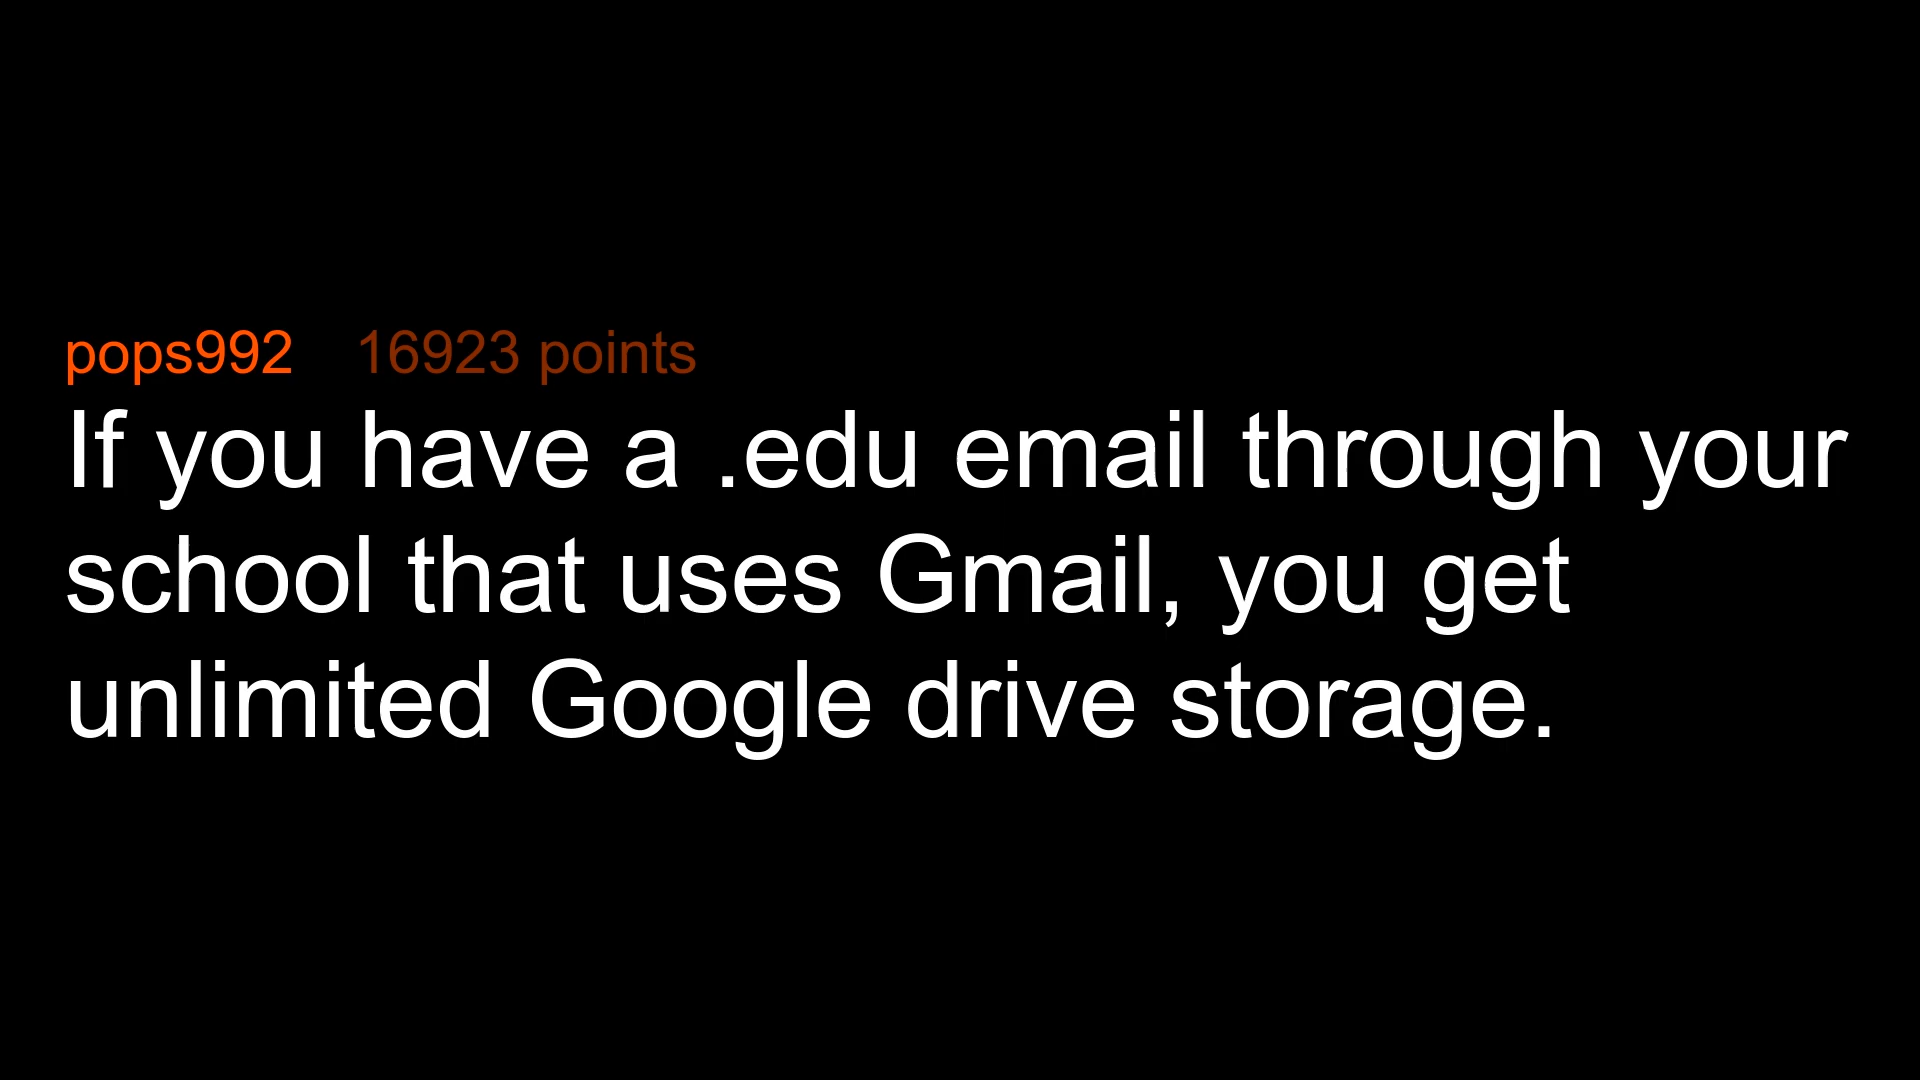 pops992 16923 points
If you have a .edu email through your
school that uses Gmail, you get
unlimited Google drive storage.